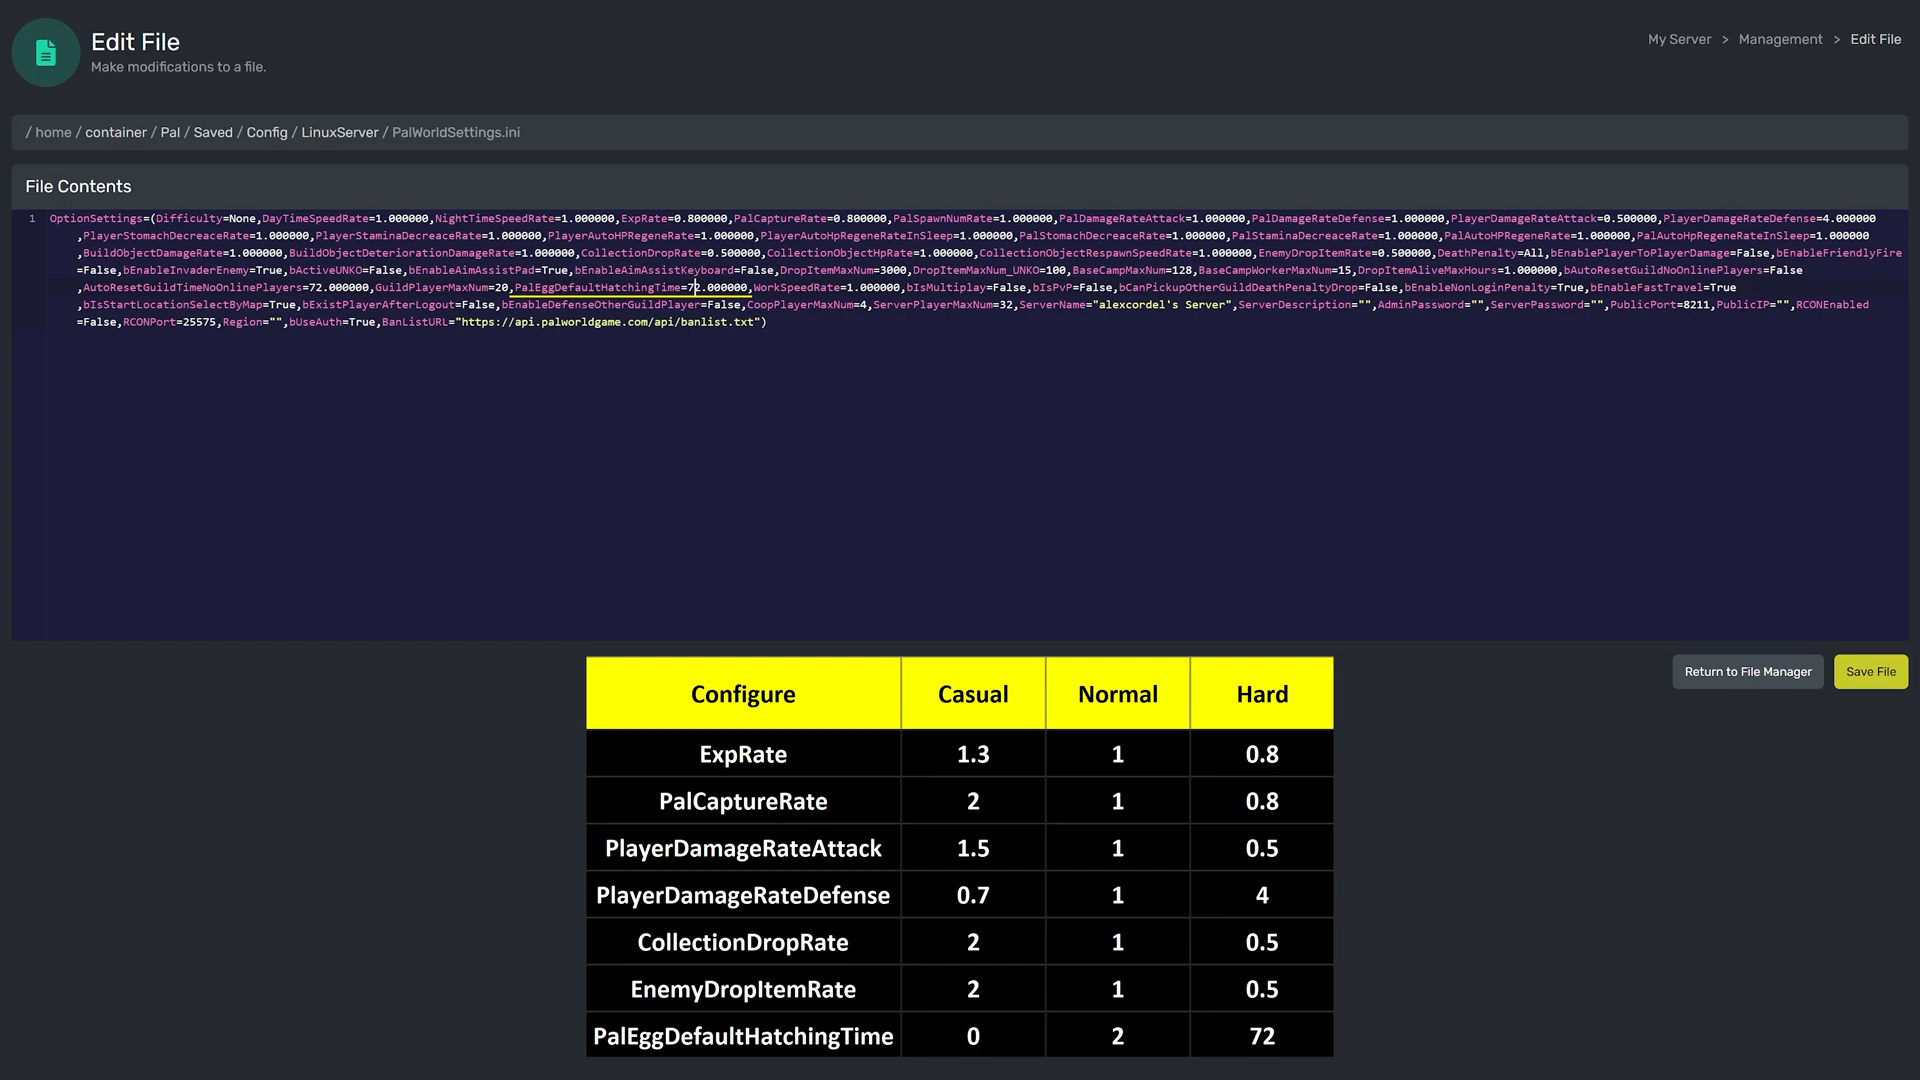 Edit File
Make modifications to a file.
My Server > Management > Edit File
/ home / container / Pal / Saved / Config / LinuxServer / PalWorldSettings.ini
File Contents
1 OptionSettings=(Difficulty=None,DayTimeSpeedRate=1.000000,NightTimeSpeedRate=1.000000,ExpRate=0.800000,PalCaptureRate=0.800000,PalSpawnNumRate=1.000000,PalDamageRateAttack=1.000000,PalDamageRateDefense=1.000000,PlayerDamageRateAttack=0.500000,PlayerDamageRateDefense=4.000000
,PlayerStomachDecreaceRate=1.000000,PlayerStaminaDecreaceRate=1.000000,PlayerAutoHPRegeneRate=1.000000,PlayerAutoHpRegeneRateInSleep=1.000000,PalStomachDecreaceRate=1.000000,PalStaminaDecreaceRate=1.000000,PalAutoHPRegeneRate=1.000000,PalAutoHpRegeneRateInSleep=1.000000
,BuildObjectDamageRate=1.000000,BuildObjectDeteriorationDamageRate=1.000000,CollectionDropRate=0.500000,CollectionObjectHpRate=1.000000,CollectionObjectRespawnSpeedRate=1.000000,EnemyDropItemRate=0.500000,DeathPenalty=All,bEnablePlayerToPlayerDamage=False,bEnableFriendlyFire
=False,bEnableInvaderEnemy=True,bActiveUNKO=False,bEnableAimAssistPad=True,bEnableAimAssistKeyboard=False,DropItemMaxNum=3000,DropItemMaxNum_UNKO=100,BaseCampMaxNum=128,BaseCampWorkerMaxNum=15,DropItemAliveMaxHours=1.000000,bAutoResetGuildNoOnlinePlayers=False
,AutoResetGuildTimeNoOnlinePlayers=72.000000,GuildPlayerMaxNum=20,PalEggDefaultHatchingTime=72.000000,WorkSpeedRate=1.000000,bIsMultiplay=False,bIsPvP=False,bCanPickupOtherGuildDeathPenaltyDrop=False,bEnableNonLoginPenalty=True,bEnableFastTravel=True
,bIsStartLocationSelectByMap=True,bExistPlayerAfterLogout=False,bEnableDefenseOtherGuildPlayer=False,CoopPlayerMaxNum=4,ServerPlayerMaxNum=32,ServerName="alexcordel's Server",ServerDescription="",AdminPassword="",ServerPassword="",PublicPort=8211,PublicIP="",RCONEnabled
=False,RCONPort=25575,Region="",bUseAuth=True,BanListURL="https://api.palworldgame.com/api/banlist.txt")
Return to File Manager
Save File
Configure Casual Normal Hard
ExpRate 1.3 1 0.8
PalCaptureRate 2 1 0.8
PlayerDamageRateAttack 1.5 1 0.5
PlayerDamageRateDefense 0.7 1 4
CollectionDropRate 2 1 0.5
EnemyDropItemRate 2 1 0.5
PalEggDefaultHatchingTime 0 2 72